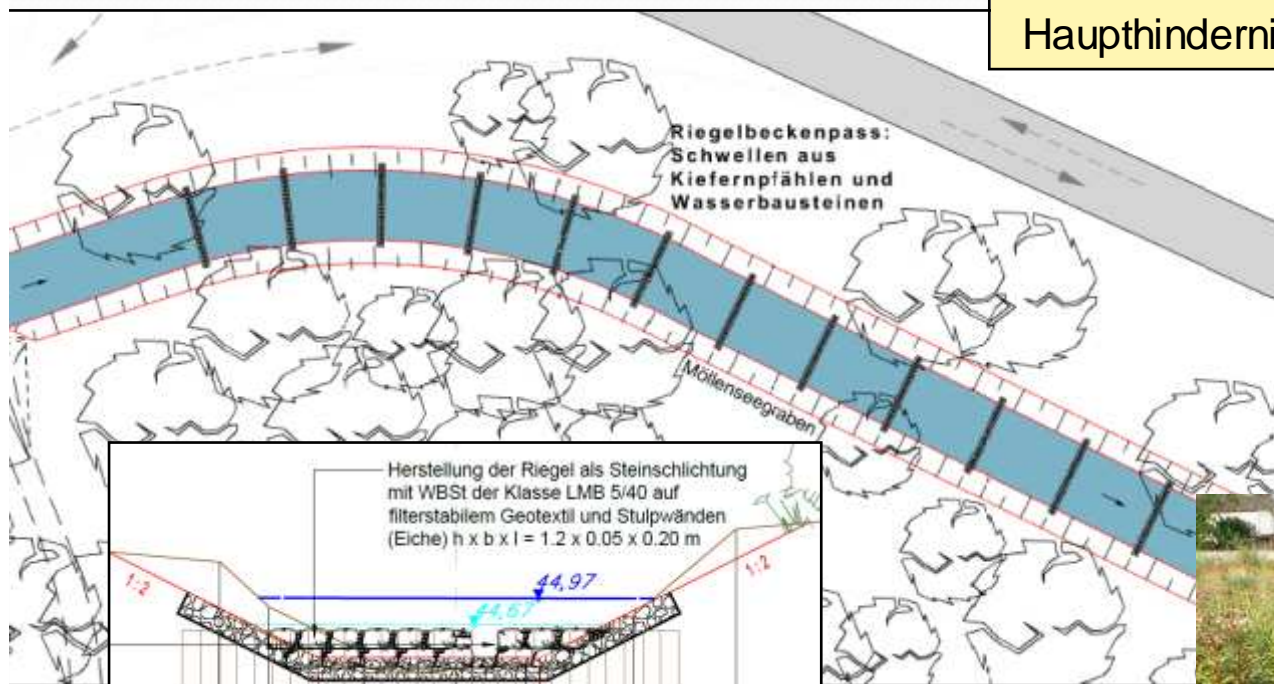 Haupthinderni
Riegelbeckenpass:
Schwellen aus
Kiefernpfählen und
Wasserbausteinen
Möllenseegraben
Herstellung der Riegel als Steinschlichtung
mit WBSt der Klasse LMB 5/40 auf
filterstabilem Geotextil und Stulpwänden
(Eiche) h x b x l = 1.2 x 0.05 x 0.20 m
1:2
44,97
1:2
44,67